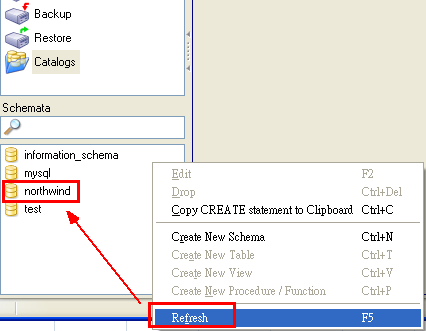 Backup
Restore
Catalogs
Schemata
information_schema
mysql
northwind
test
Edit F2
Drop Ctrl+Del
Copy CREATE statement to Clipboard Ctrl+C
Create New Schema Ctrl+N
Create New Table Ctrl+T
Create New View Ctrl+V
Create New Procedure / Function Ctrl+P
Refresh F5